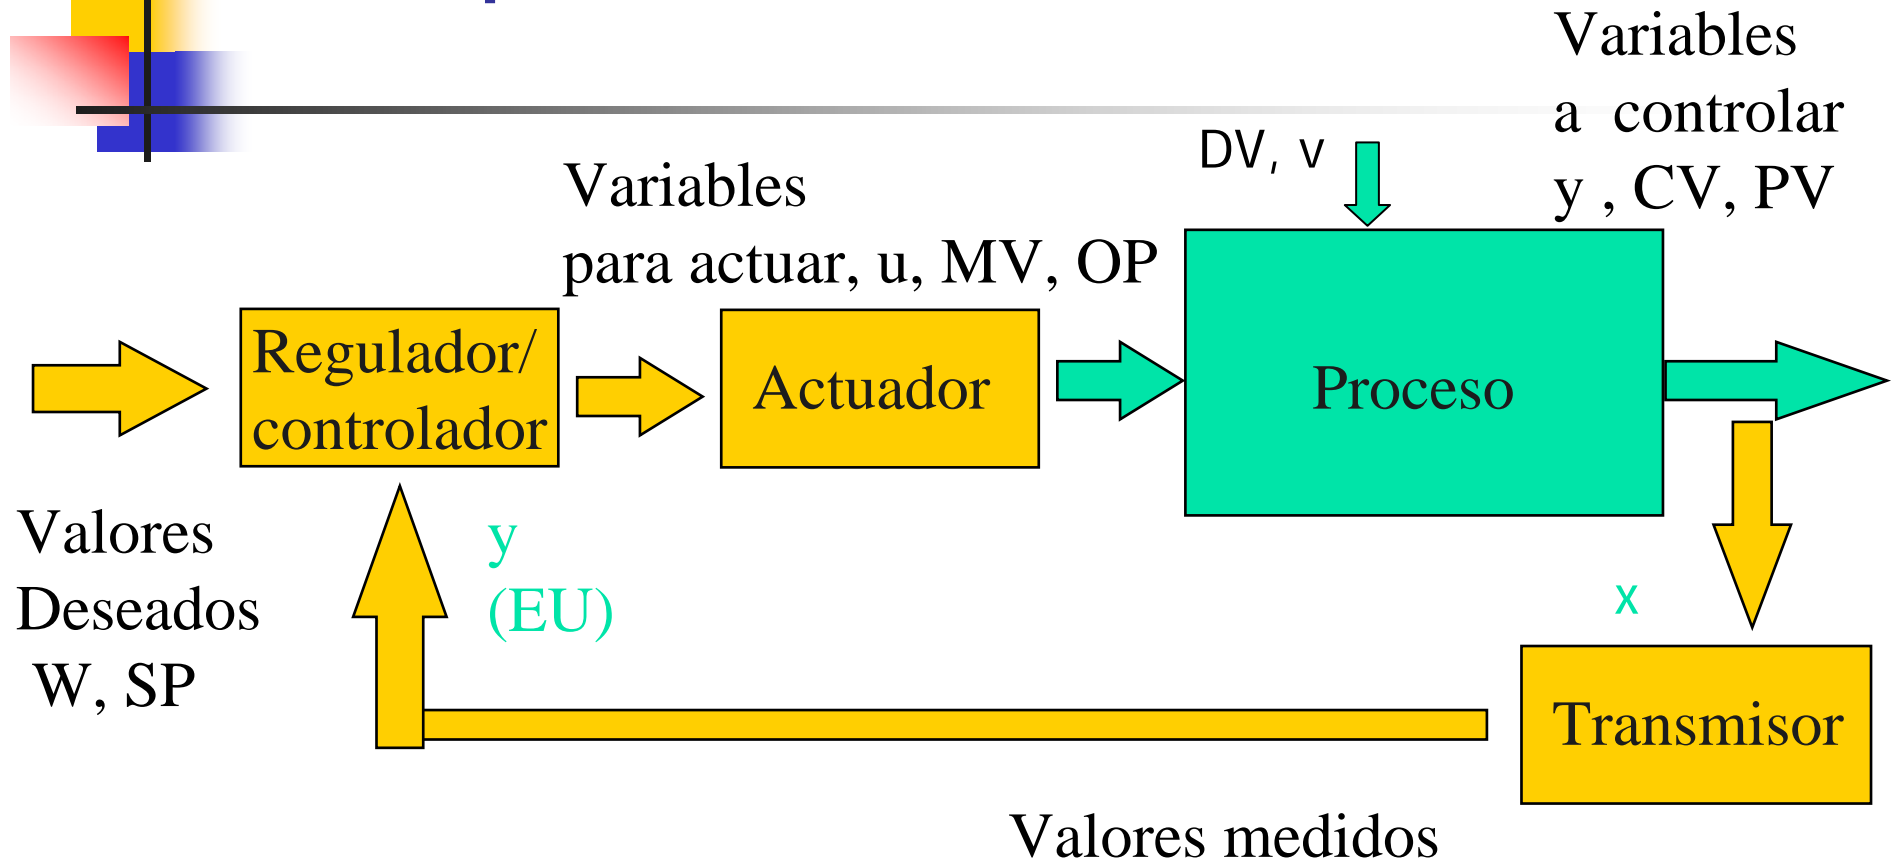 Variables
a controlar
y , CV, PV
DV, v
Variables
para actuar, u, MV, OP
Regulador/
controlador
Actuador
Proceso
Valores
Deseados
W, SP
y
(EU)
x
Transmisor
Valores medidos